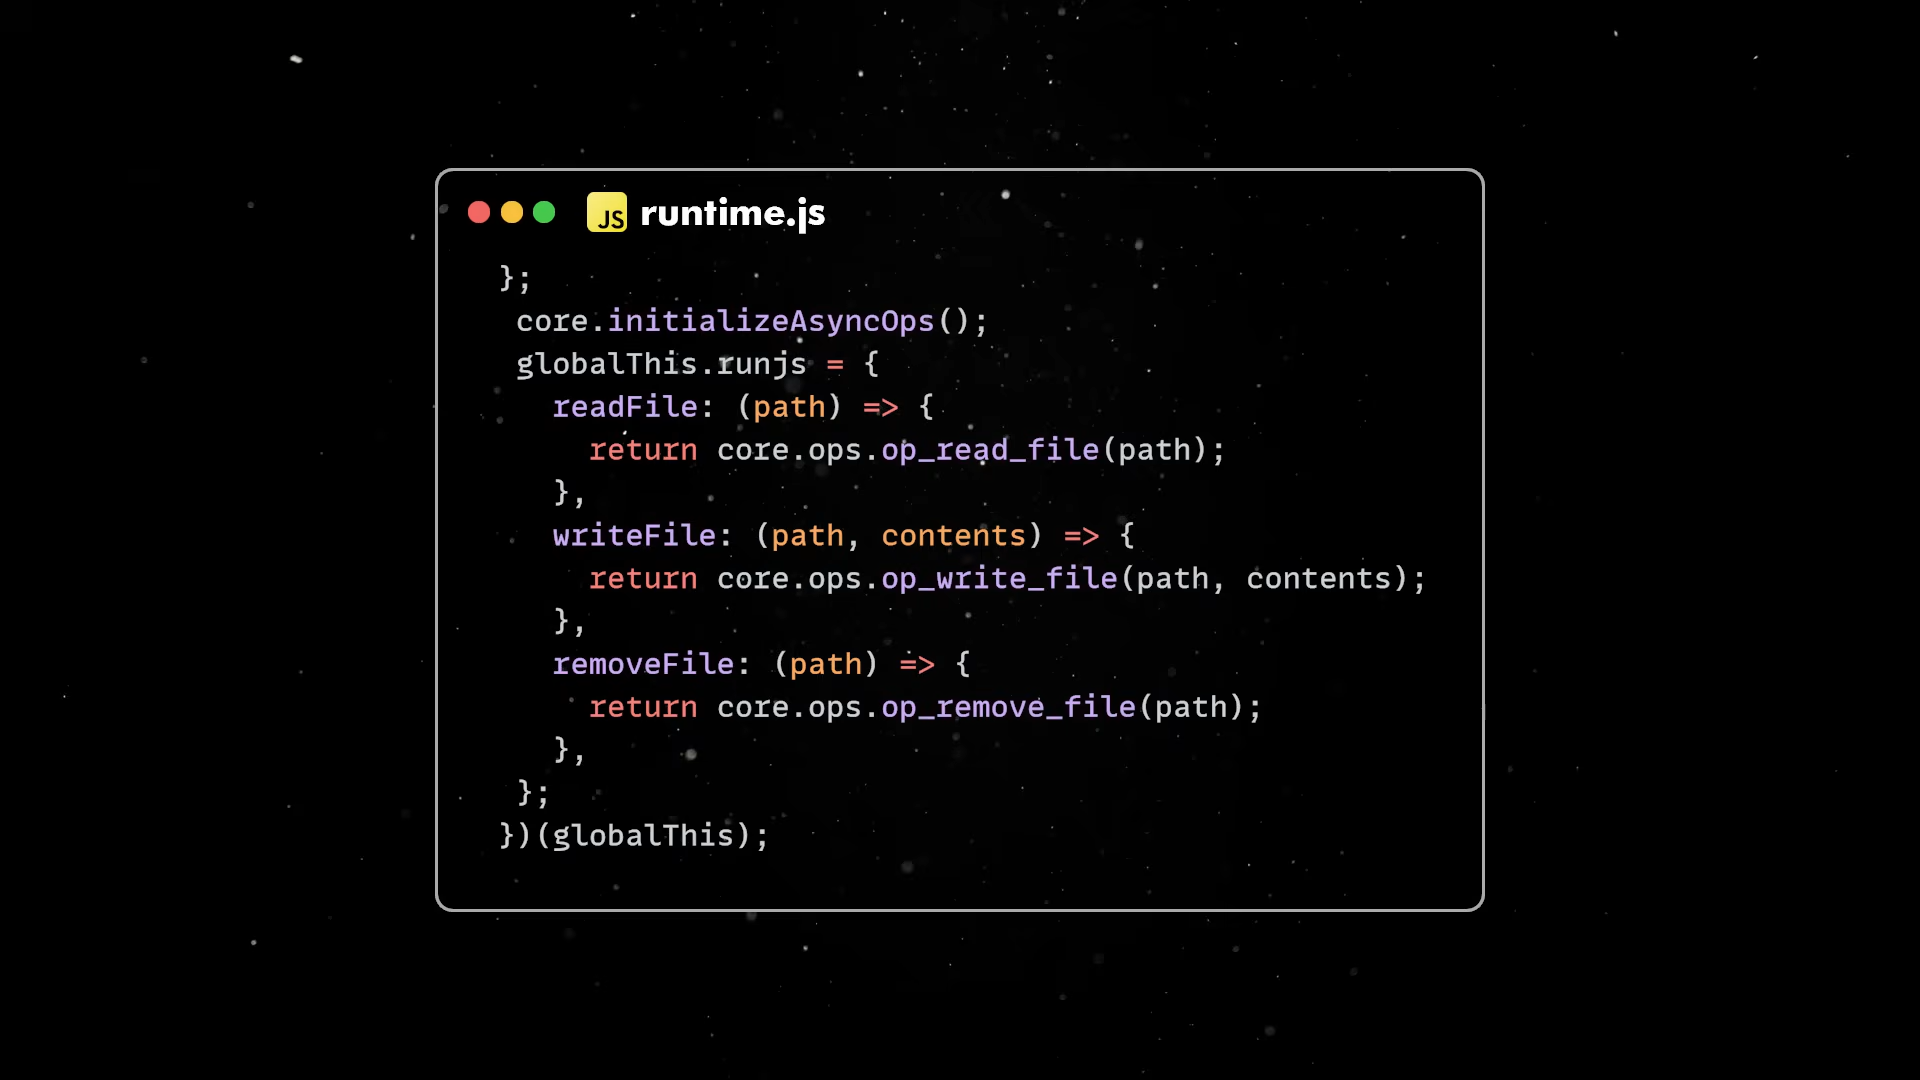 JS runtime.js
};
core.initializeAsyncOps();
globalThis.runjs = {
readFile: (path) => {
return core.ops.op_read_file(path);
},
writeFile: (path, contents) => {
return core.ops.op_write_file(path, contents);
},
removeFile: (path) => {
return core.ops.op_remove_file(path);
},
};
})(globalThis);